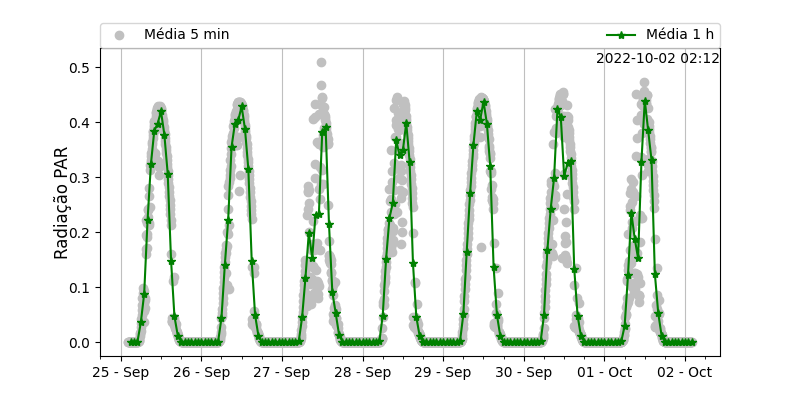 Média 5 min
Média 1 h
2022-10-02 02:12
Radiação PAR
0.5
0.4
0.3
0.2
0.1
0.0
25 - Sep
26 - Sep
27 - Sep
28 - Sep
29 - Sep
30 - Sep
01 - Oct
02 - Oct